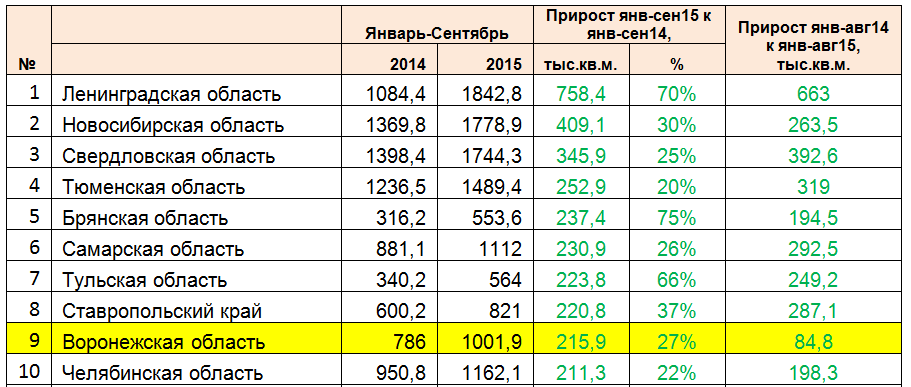 № Январь-Сентябрь Прирост янв-сен15 к янв-сен14, Прирост янв-авг14 к янв-авг15, тыс.кв.м.
2014 2015 тыс.кв.м. %
1 Ленинградская область 1084,4 1842,8 758,4 70% 663
2 Новосибирская область 1369,8 1778,9 409,1 30% 263,5
3 Свердловская область 1398,4 1744,3 345,9 25% 392,6
4 Тюменская область 1236,5 1489,4 252,9 20% 319
5 Брянская область 316,2 553,6 237,4 75% 194,5
6 Самарская область 881,1 1112 230,9 26% 292,5
7 Тульская область 340,2 564 223,8 66% 249,2
8 Ставропольский край 600,2 821 220,8 37% 287,1
9 Воронежская область 786 1001,9 215,9 27% 84,8
10 Челябинская область 950,8 1162,1 211,3 22% 198,3